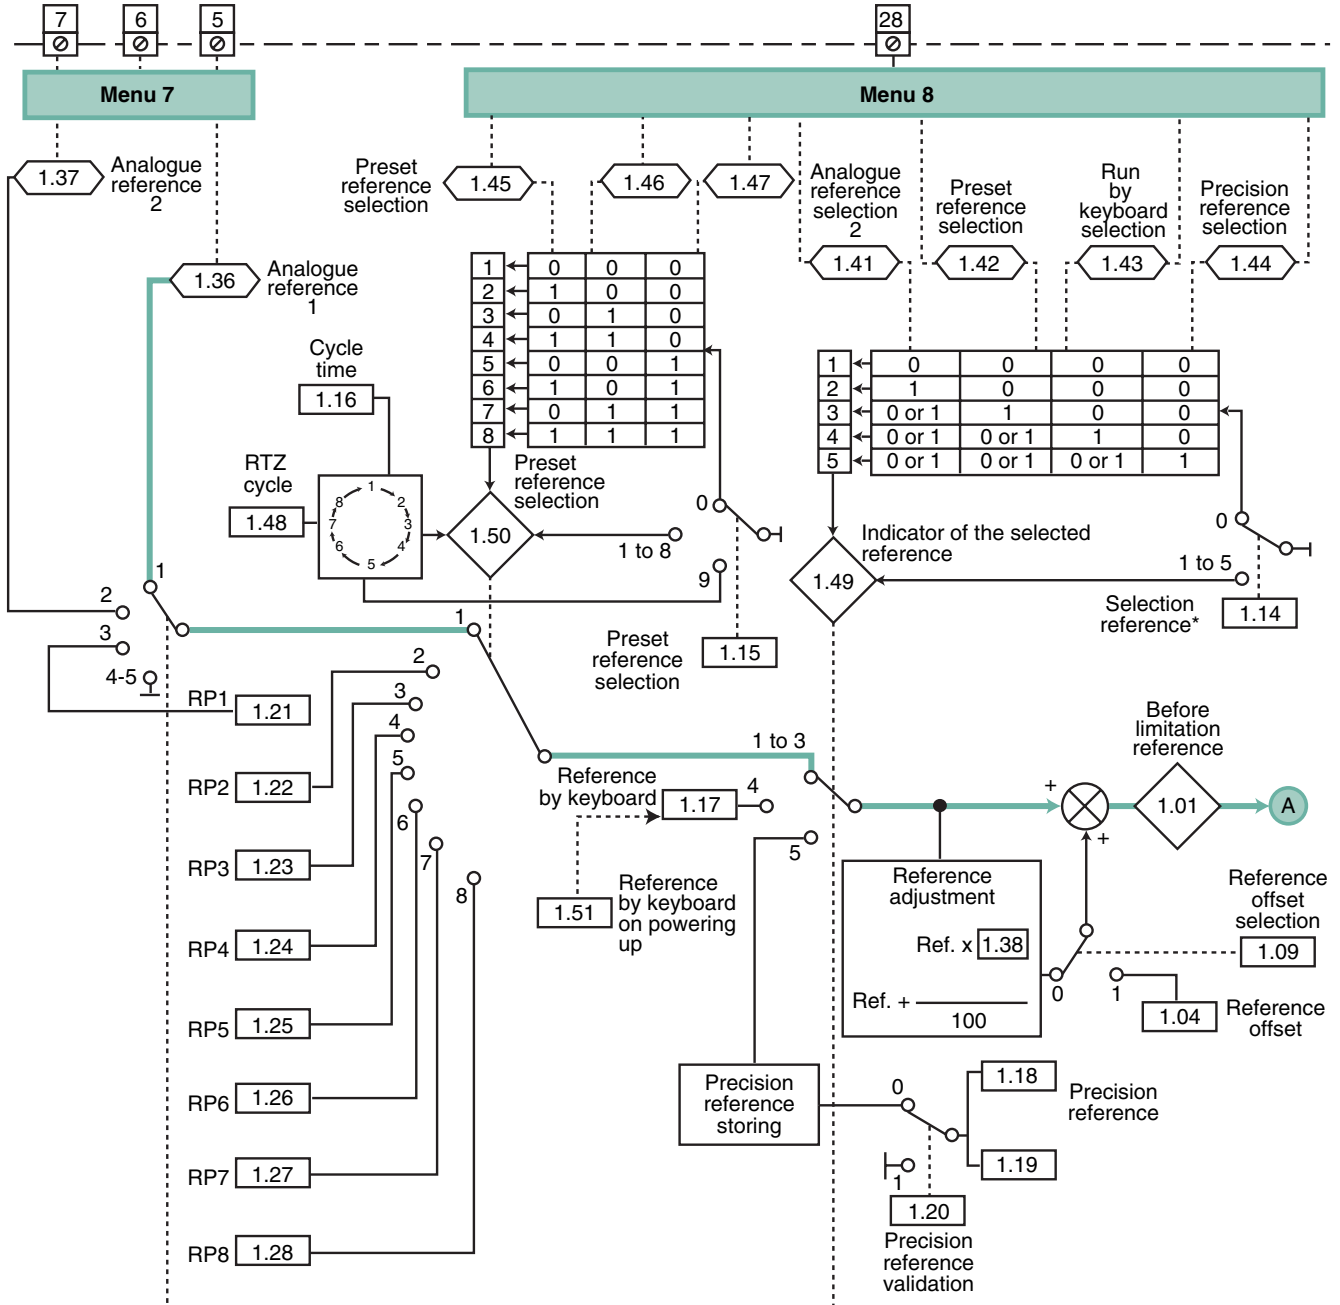 7
6
5
28
Menu 7
Menu 8
1.37
Analogue
reference
2
Preset
reference
selection
1.45
1.46
1.47
Analogue
reference
selection
2
Preset
reference
selection
Run
by
keyboard
selection
Precision
reference
selection
1.41
1.42
1.43
1.44
1.36
Analogue
reference
1
1 0 0 0
2 1 0 0
3 0 1 0
4 1 1 0
5 0 0 1
6 1 0 1
7 0 1 1
8 1 1 1
1 0 0 0 0
2 1 0 0 0
3 0 or 1 1 0 0
4 0 or 1 0 or 1 1 0
5 0 or 1 0 or 1 0 or 1 1
Cycle
time
1.16
RTZ
cycle
1.48
1
2
3
4
5
6
7
8
Preset
reference
selection
1.50
0
1 to 8
9
Preset
reference
selection
1.15
Indicator of the selected
reference
1.49
0
1 to 5
Selection
reference*
1.14
1
2
3
4-5
1
2
3
4
5
6
7
8
RP1 1.21
RP2 1.22
RP3 1.23
RP4 1.24
RP5 1.25
RP6 1.26
RP7 1.27
RP8 1.28
1 to 3
Reference
by keyboard
1.17
4
5
1.51
Reference
by keyboard
on powering
up
Before
limitation
reference
+
+
1.01
A
Reference
adjustment
Ref. x 1.38
Ref. +
100
0
1
Reference
offset
selection
1.09
1.04
Reference
offset
Precision
reference
storing
0
1
1.18
1.19
Precision
reference
1.20
Precision
reference
validation